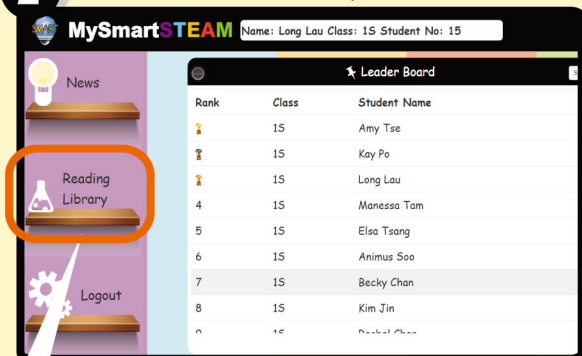 MySmartSTEAM Name: Long Lau Class: 1S Student No: 15
News
Reading
Library
Logout
Leader Board
Rank Class Student Name
1S Amy Tse
1S Kay Po
1S Long Lau
4 1S Manessa Tam
5 1S Elsa Tsang
6 1S Animus Soo
7 1S Becky Chan
8 1S Kim Jin